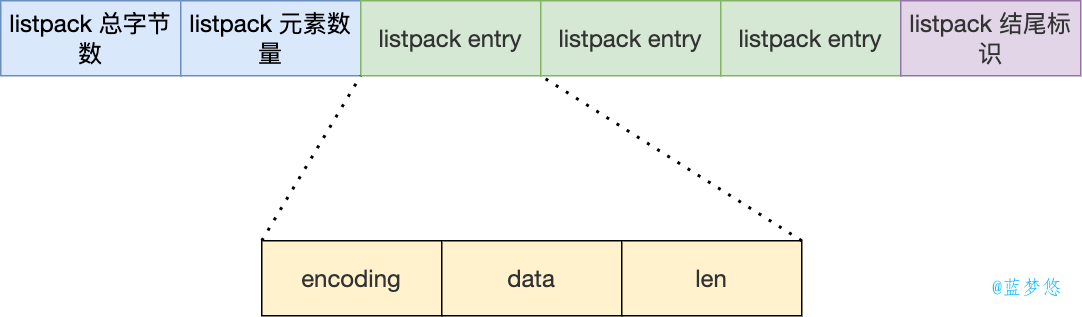 listpack 总字节
数
listpack 元素数
量
listpack entry
listpack entry
listpack entry
listpack 结尾标
识
encoding
data
len
@蓝梦悠